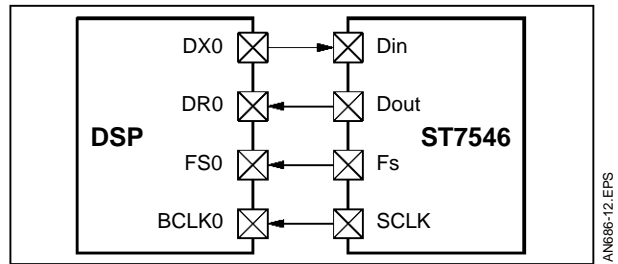 DX0 Din
DR0 Dout
DSP ST7546
FS0 Fs
BCLK0 SCLK
AN686-12.EPS